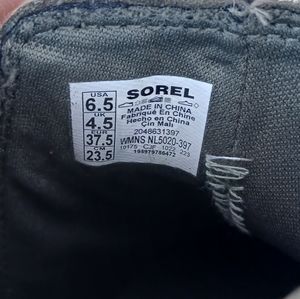 USA
6.5
UK
4.5
EUR
37.5
CM
23.5
SOREL
MADE IN CHINA
Fabriqué En Chine
Hecho en China
Çin Mali
2048631397
WMNS NL5020-397